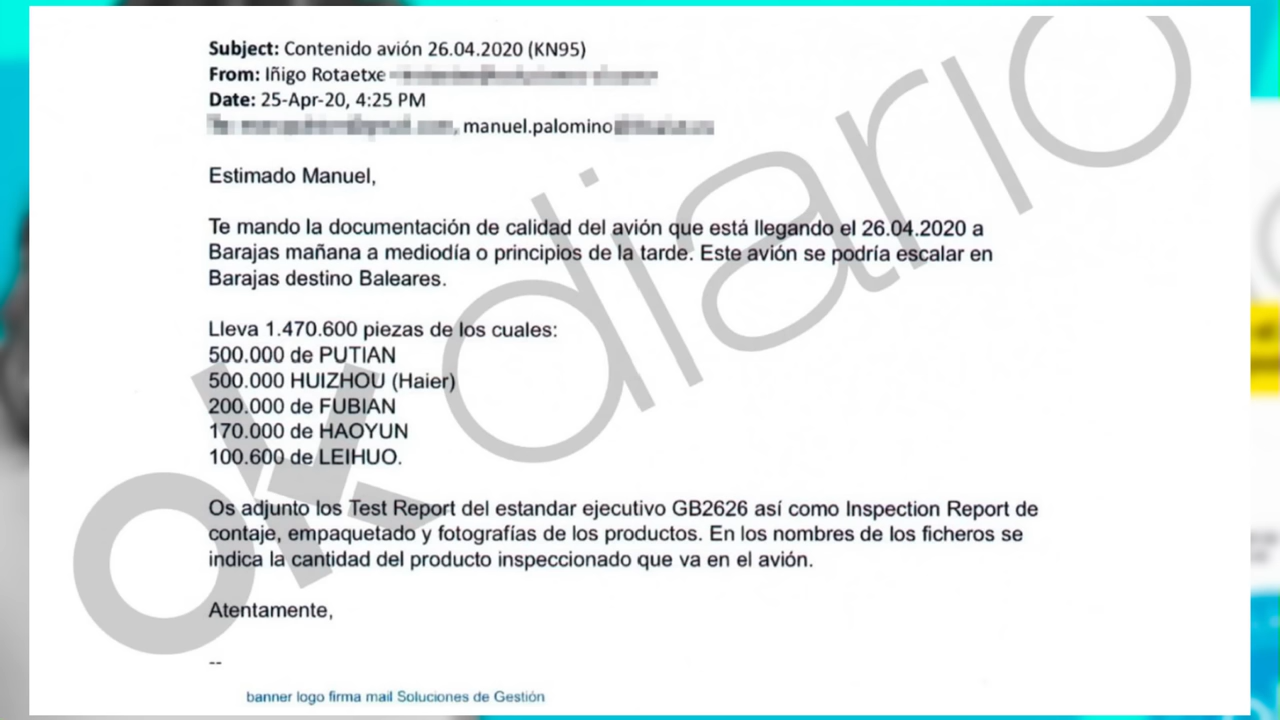 Subject: Contenido avión 26.04.2020 (KN95)
From: Iñigo Rotaetxe
Date: 25-Apr-20, 4:25 PM
manuel.palomino
Estimado Manuel,
Te mando la documentación de calidad del avión que está llegando el 26.04.2020 a
Barajas mañana a mediodía o principios de la tarde. Este avión se podría escalar en
Barajas destino Baleares.
Lleva 1.470.600 piezas de los cuales:
500.000 de PUTIAN
500.000 HUIZHOU (Haier)
200.000 de FUBIAN
170.000 de HAOYUN
100.600 de LEIHUO.
Os adjunto los Test Report del estandar ejecutivo GB2626 así como Inspection Report de
contaje, empaquetado y fotografías de los productos. En los nombres de los ficheros se
indica la cantidad del producto inspeccionado que va en el avión.
Atentamente,
--
banner logo firma mail Soluciones de Gestión
okdiario